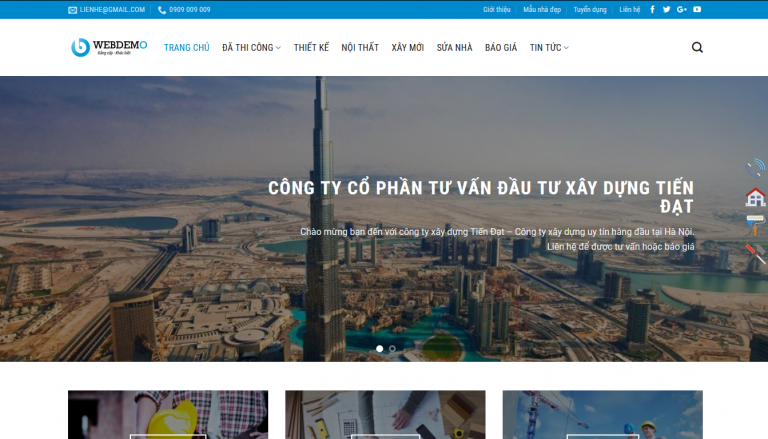 LIENHE@GMAIL.COM
0909 009 009
Giới thiệu
Mẫu nhà đẹp
Tuyển dụng
Liên hệ
WEBDEMO
Đẳng cấp - Khác biệt
TRANG CHỦ
ĐÃ THI CÔNG
THIẾT KẾ
NỘI THẤT
XÂY MỚI
SỬA NHÀ
BÁO GIÁ
TIN TỨC
CÔNG TY CỔ PHẦN TƯ VẤN ĐẦU TƯ XÂY DỰNG TIẾN
ĐẠT
Chào mừng bạn đến với công ty xây dựng Tiến Đạt – Công ty xây dựng uy tín hàng đầu tại Hà Nội.
Liên hệ để được tư vấn hoặc báo giá